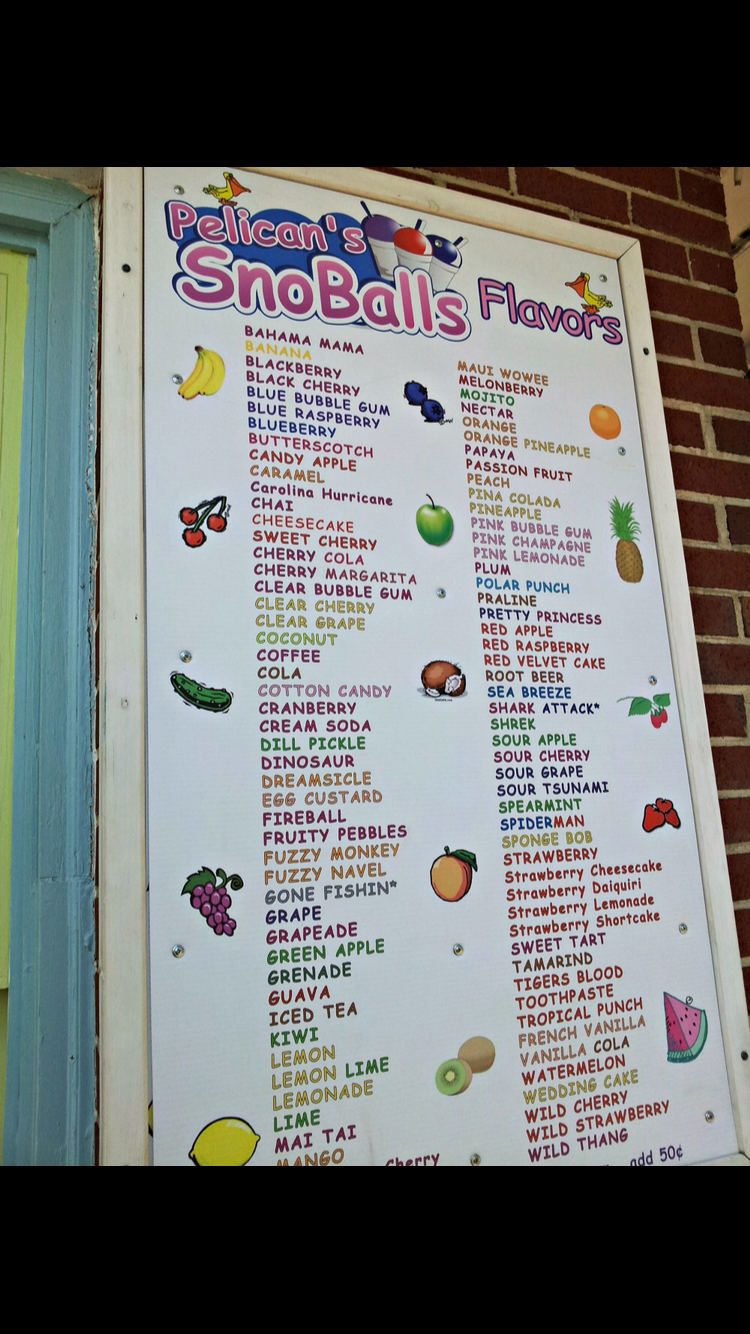 Pelican's
SnoBalls Flavors
BAHAMA MAMA
BANANA
BLACKBERRY
BLACK CHERRY
BLUE BUBBLE GUM
BLUE RASPBERRY
BLUEBERRY
BUTTERSCOTCH
CANDY APPLE
CARAMEL
Carolina Hurricane
CHAI
CHEESECAKE
SWEET CHERRY
CHERRY COLA
CHERRY MARGARITA
CLEAR BUBBLE GUM
CLEAR CHERRY
CLEAR GRAPE
COCONUT
COFFEE
COLA
COTTON CANDY
CRANBERRY
CREAM SODA
DILL PICKLE
DINOSAUR
DREAMSICLE
EGG CUSTARD
FIREBALL
FRUITY PEBBLES
FUZZY MONKEY
FUZZY NAVEL
GONE FISHIN*
GRAPE
GRAPEADE
GREEN APPLE
GRENADE
GUAVA
ICED TEA
KIWI
LEMON
LEMON LIME
LEMONADE
LIME
MAI TAI
MANGO
MAUI WOWEE
MELONBERRY
MOJITO
NECTAR
ORANGE
ORANGE PINEAPPLE
PAPAYA
PASSION FRUIT
PEACH
PINA COLADA
PINEAPPLE
PINK BUBBLE GUM
PINK CHAMPAGNE
PINK LEMONADE
PLUM
POLAR PUNCH
PRALINE
PRETTY PRINCESS
RED APPLE
RED RASPBERRY
RED VELVET CAKE
ROOT BEER
SEA BREEZE
SHARK ATTACK*
SHREK
SOUR APPLE
SOUR CHERRY
SOUR GRAPE
SOUR TSUNAMI
SPEARMINT
SPIDERMAN
SPONGE BOB
STRAWBERRY
Strawberry Cheesecake
Strawberry Daiquiri
Strawberry Lemonade
Strawberry Shortcake
SWEET TART
TAMARIND
TIGERS BLOOD
TOOTHPASTE
TROPICAL PUNCH
FRENCH VANILLA
VANILLA COLA
WATERMELON
WEDDING CAKE
WILD CHERRY
WILD STRAWBERRY
WILD THANG
Cherry
add 50¢